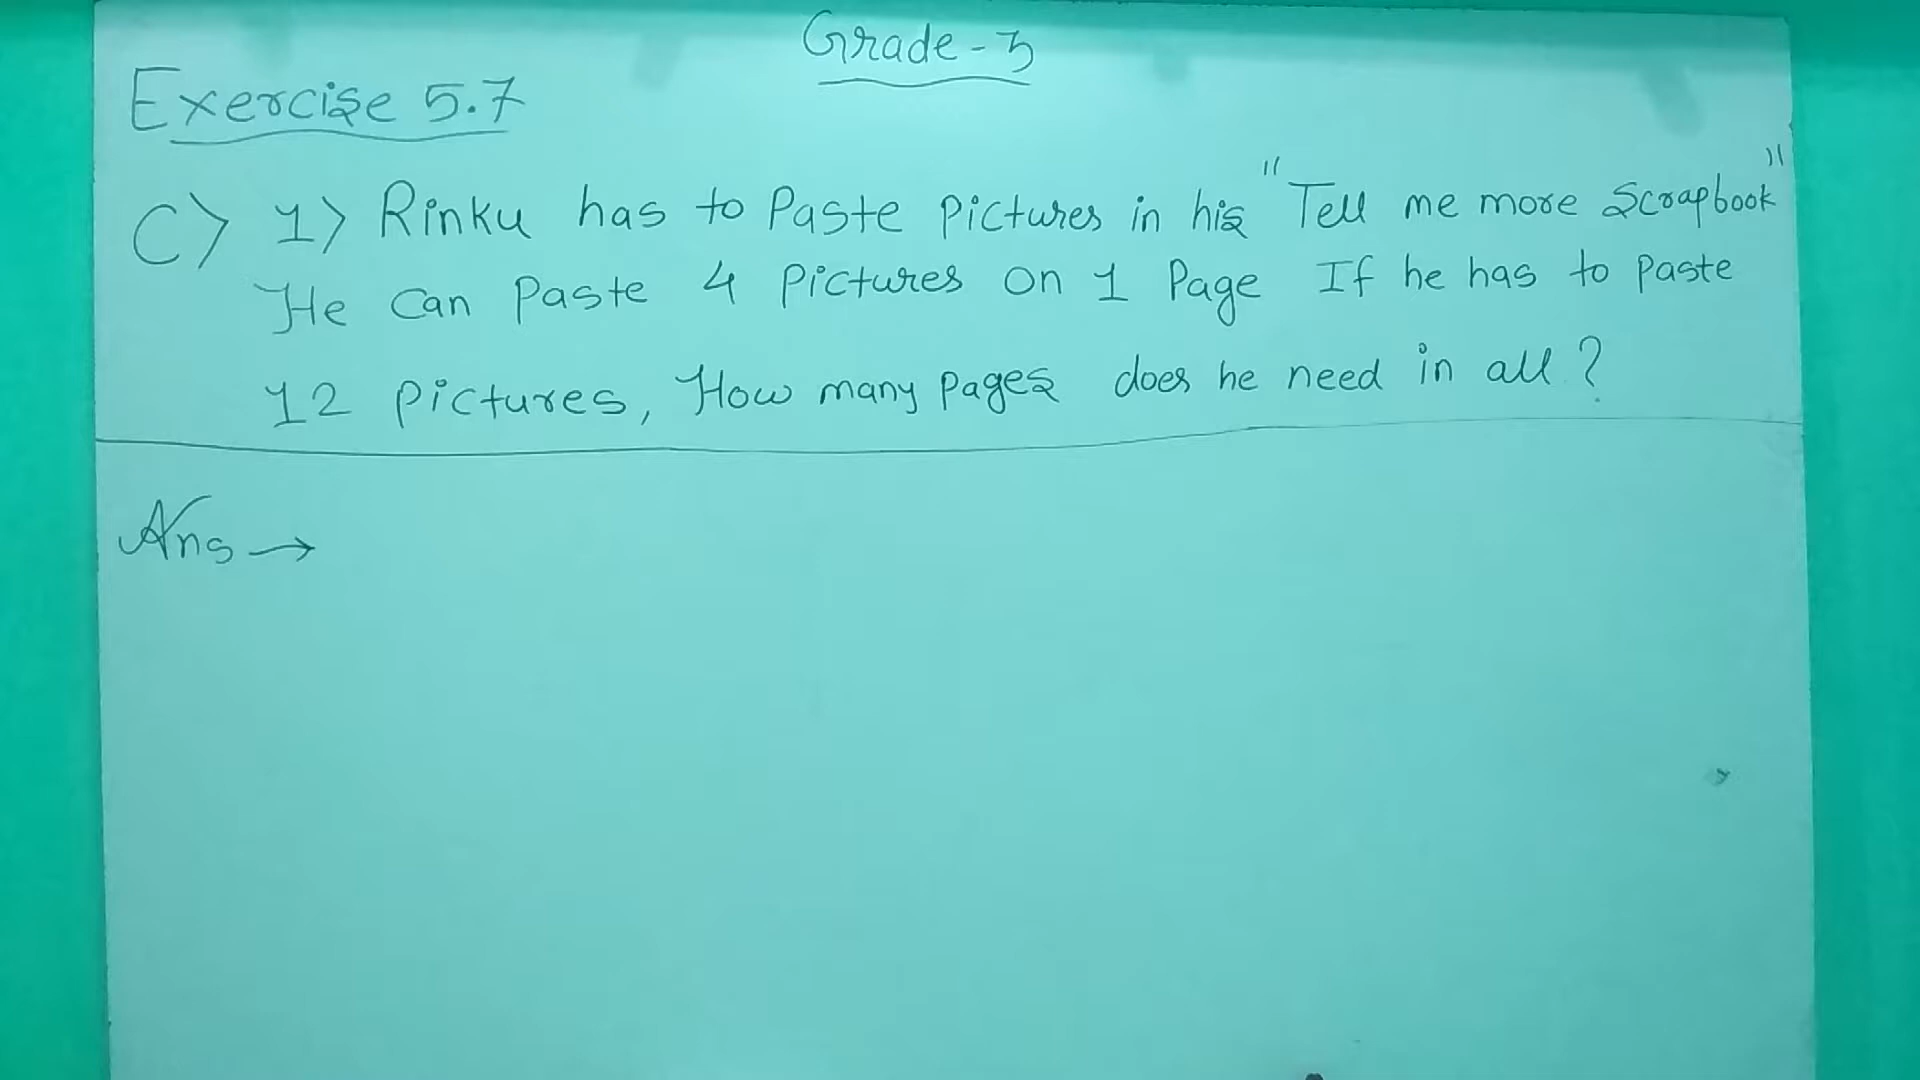 Grade-3
Exercise 5.7
C> 1> Rinku has to Paste pictures in his "Tell me more Scrapbook"
He can paste 4 pictures on 1 Page If he has to paste
12 pictures, How many pages does he need in all?
Ans →